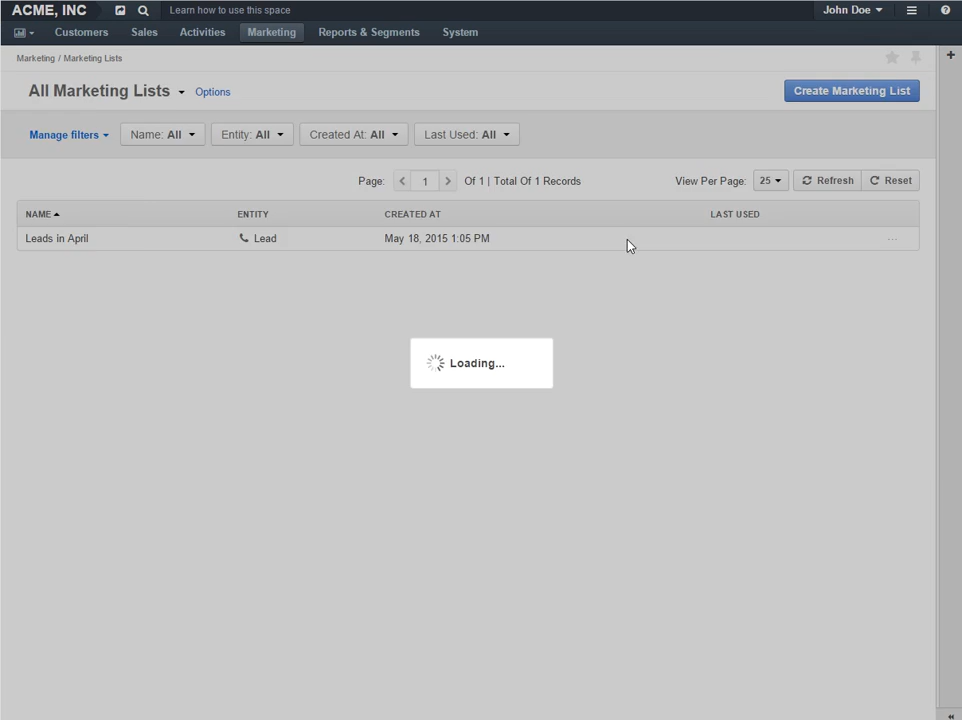 ACME, INC Learn how to use this space John Doe
Customers Sales Activities Marketing Reports & Segments System
Marketing / Marketing Lists
All Marketing Lists Options Create Marketing List
Manage filters Name: All Entity: All Created At: All Last Used: All
Page: 1 Of 1 | Total Of 1 Records View Per Page: 25 Refresh Reset
NAME ENTITY CREATED AT LAST USED
Leads in April Lead May 18, 2015 1:05 PM ...
Loading...